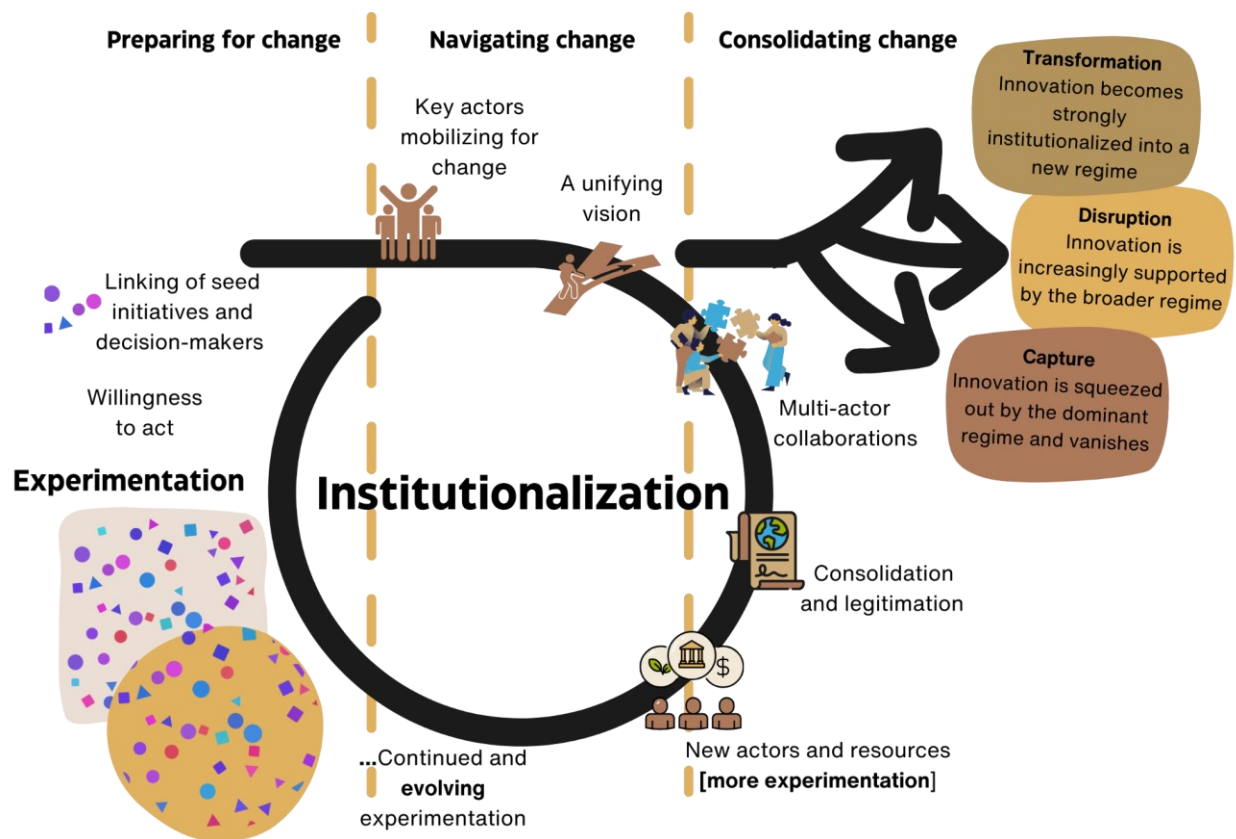 Preparing for change
Navigating change
Consolidating change
Key actors
mobilizing for
change
A unifying
vision
Transformation
Innovation becomes
strongly
institutionalized into a
new regime
Disruption
Innovation is
increasingly supported
by the broader regime
Capture
Innovation is squeezed
out by the dominant
regime and vanishes
Linking of seed
initiatives and
decision-makers
Willingness
to act
Experimentation
Institutionalization
Multi-actor
collaborations
Consolidation
and legitimation
$
New actors and resources
[more experimentation]
...Continued and
evolving
experimentation